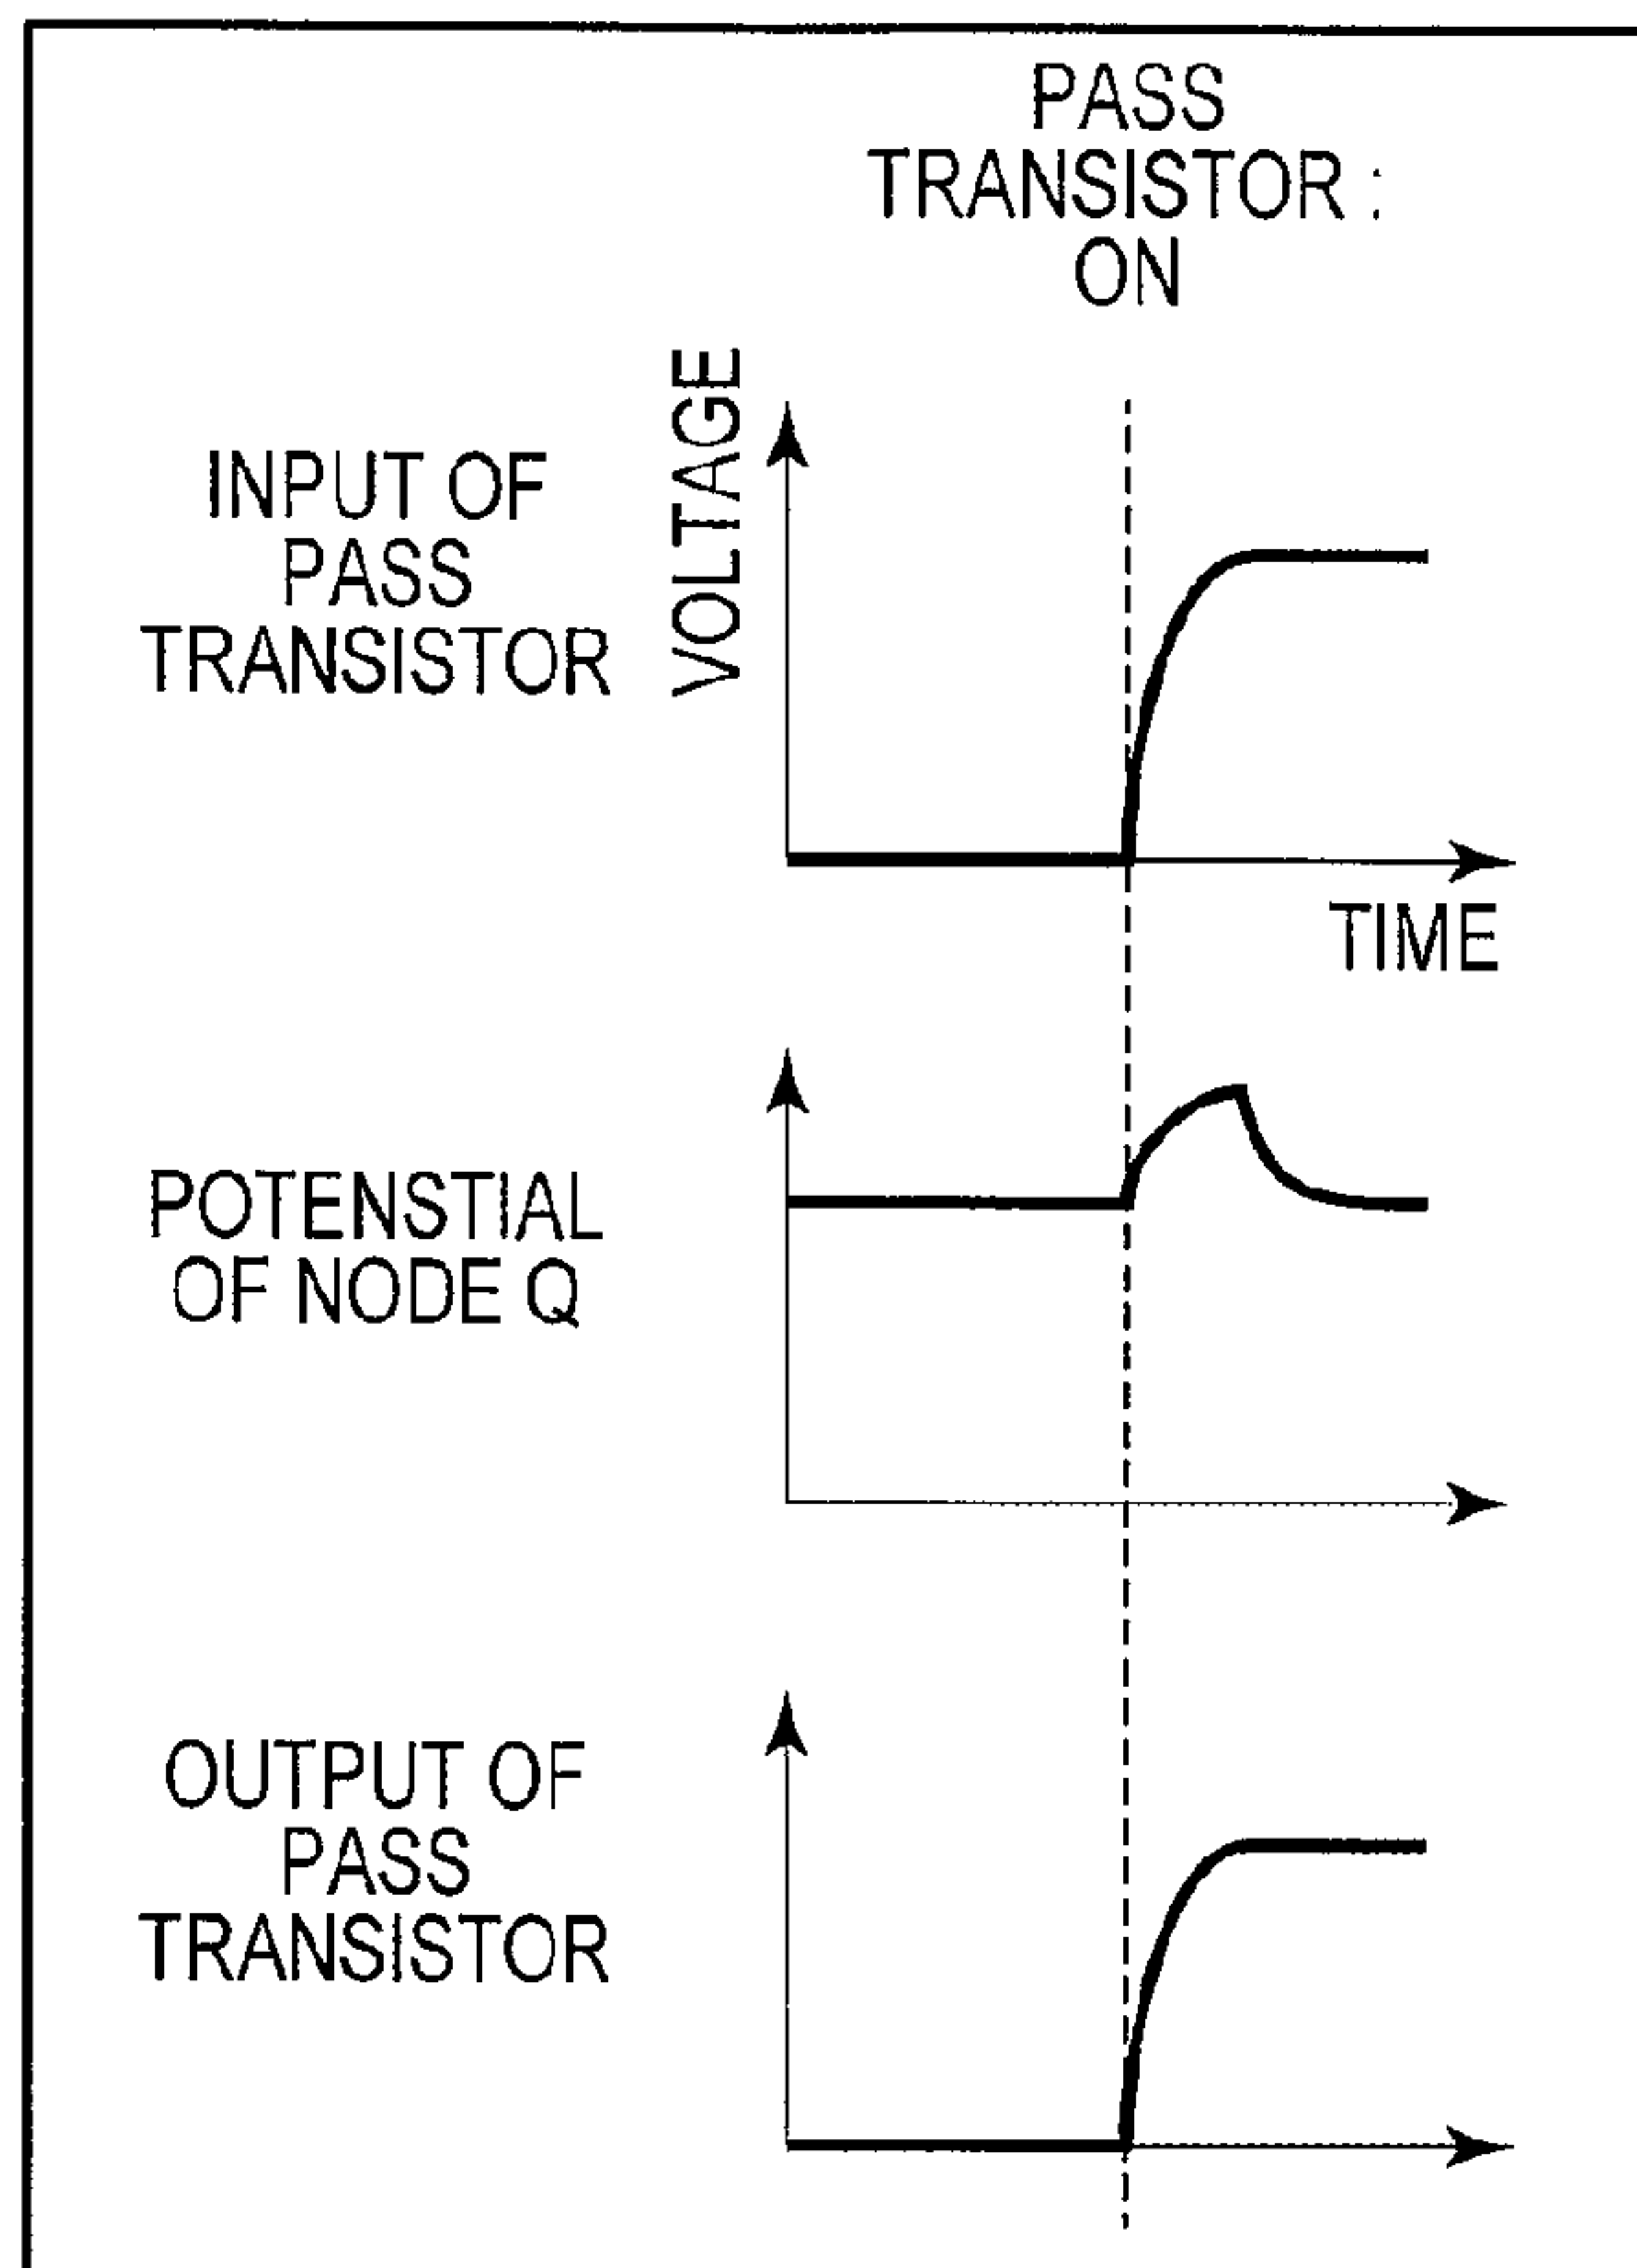 PASS
TRANSISTOR :
ON
VOLTAGE
INPUT OF
PASS
TRANSISTOR
TIME
POTENSTIAL
OF NODE Q
OUTPUT OF
PASS
TRANSISTOR